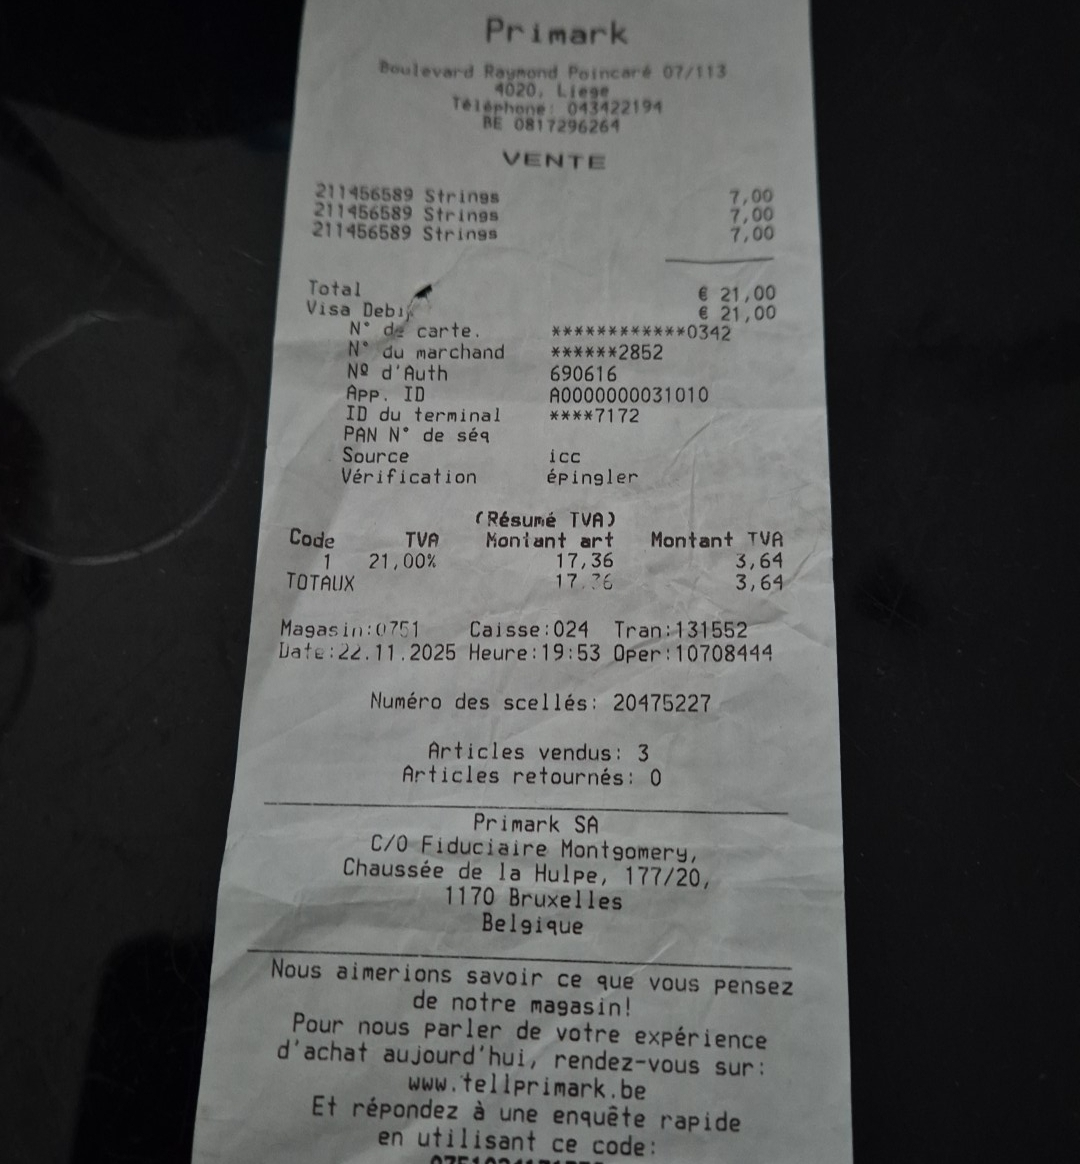 Primark
Boulevard Raymond Poincaré 07/113
4020, Liege
Téléphone: 043422194
BE 0817296264
VENTE
211456589 Strings 7,00
211456589 Strings 7,00
211456589 Strings 7,00
Total € 21,00
Visa Debi € 21,00
N° de carte. ************0342
N° du marchand ******2852
Nº d'Auth 690616
App. ID A0000000031010
ID du terminal ****7172
PAN N° de séq
Source icc
Vérification épingler
(Résumé TVA)
Code TVA Montant art Montant TVA
1 21,00% 17,36 3,64
TOTAUX 17.36 3,64
Magasin:0751 Caisse:024 Tran:131552
Date:22.11.2025 Heure:19:53 Oper:10708444
Numéro des scellés: 20475227
Articles vendus: 3
Articles retournés: 0
Primark SA
C/O Fiduciaire Montgomery,
Chaussée de la Hulpe, 177/20,
1170 Bruxelles
Belgique
Nous aimerions savoir ce que vous pensez
de notre magasin!
Pour nous parler de votre expérience
d'achat aujourd'hui, rendez-vous sur:
www.tellprimark.be
Et répondez à une enquête rapide
en utilisant ce code: